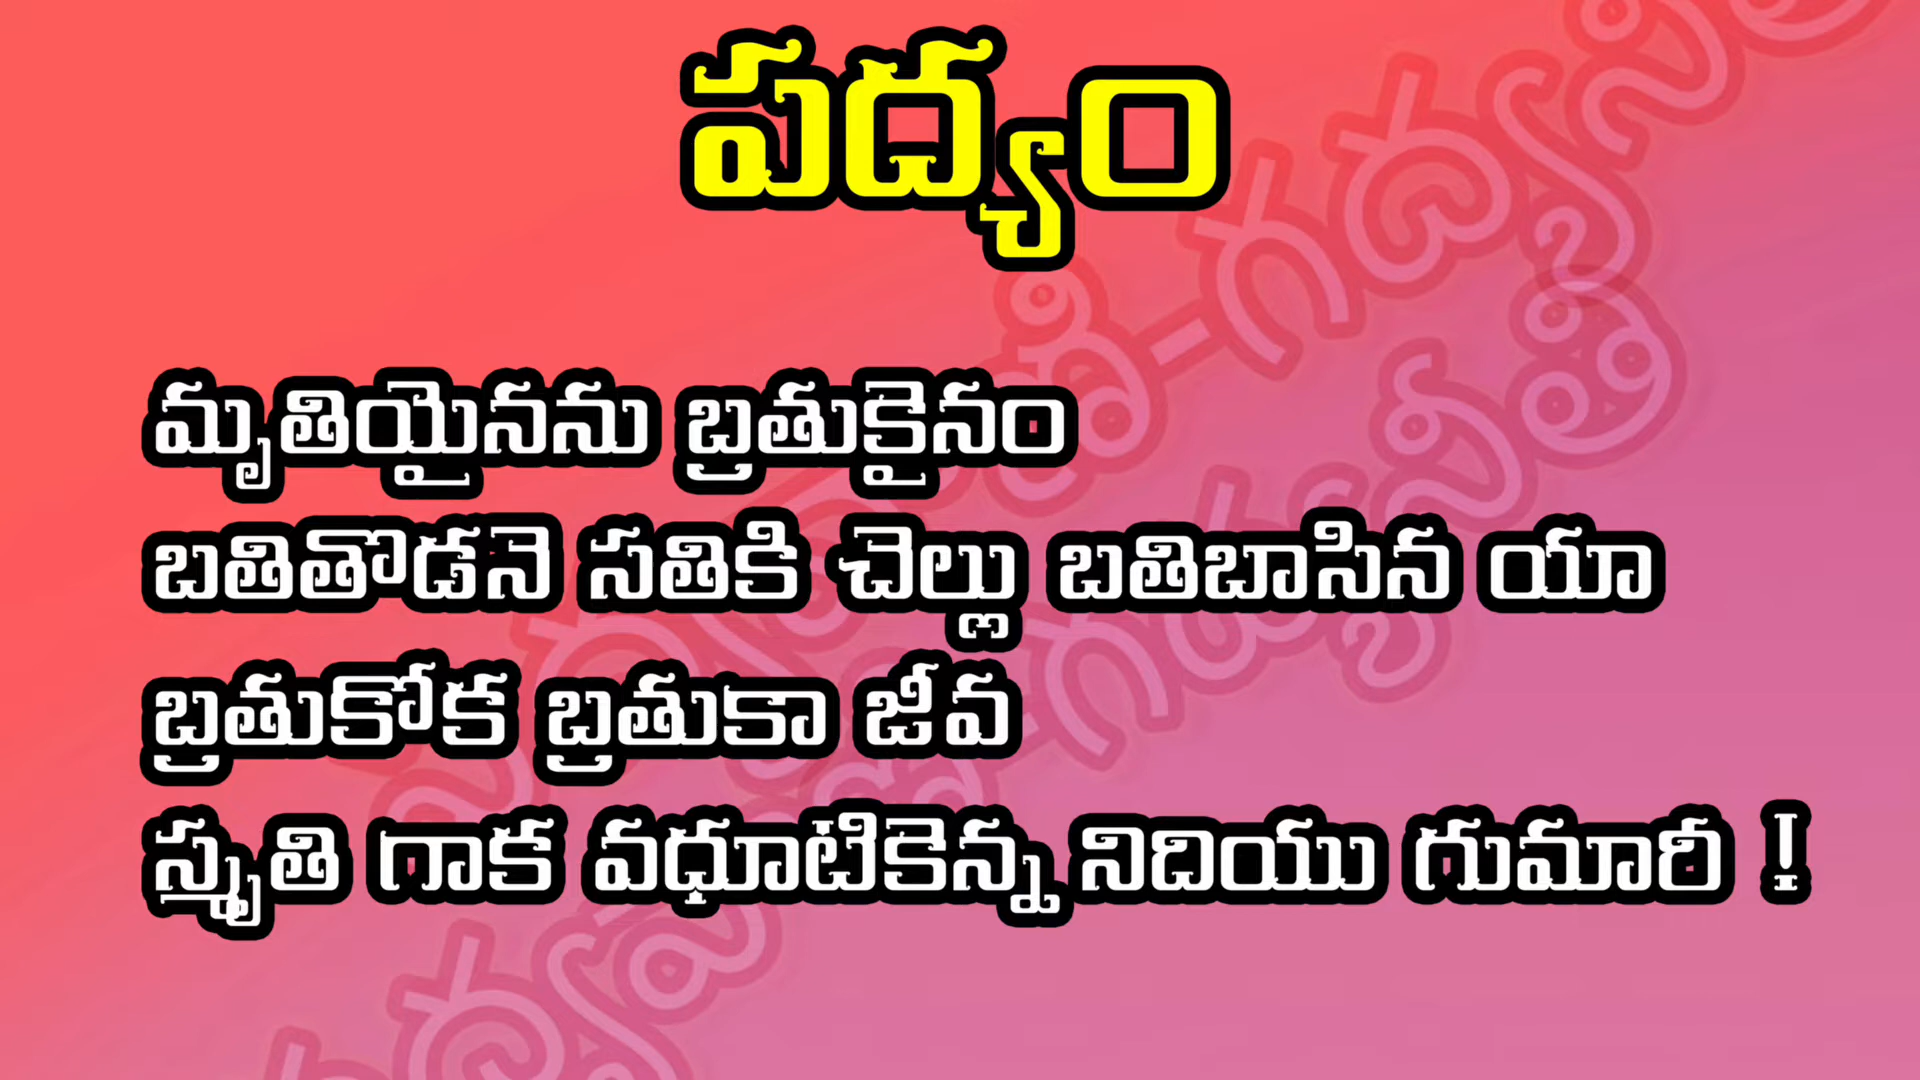 పద్యం
మృతియైనను బ్రతుకైనం
బతితొడనె సతికి చెల్లు బతిబాసిన యా
బ్రతుకోక బ్రతుకా జీవ
స్మృతి గాక వధూటికెన్న నిదియు గుమారీ !